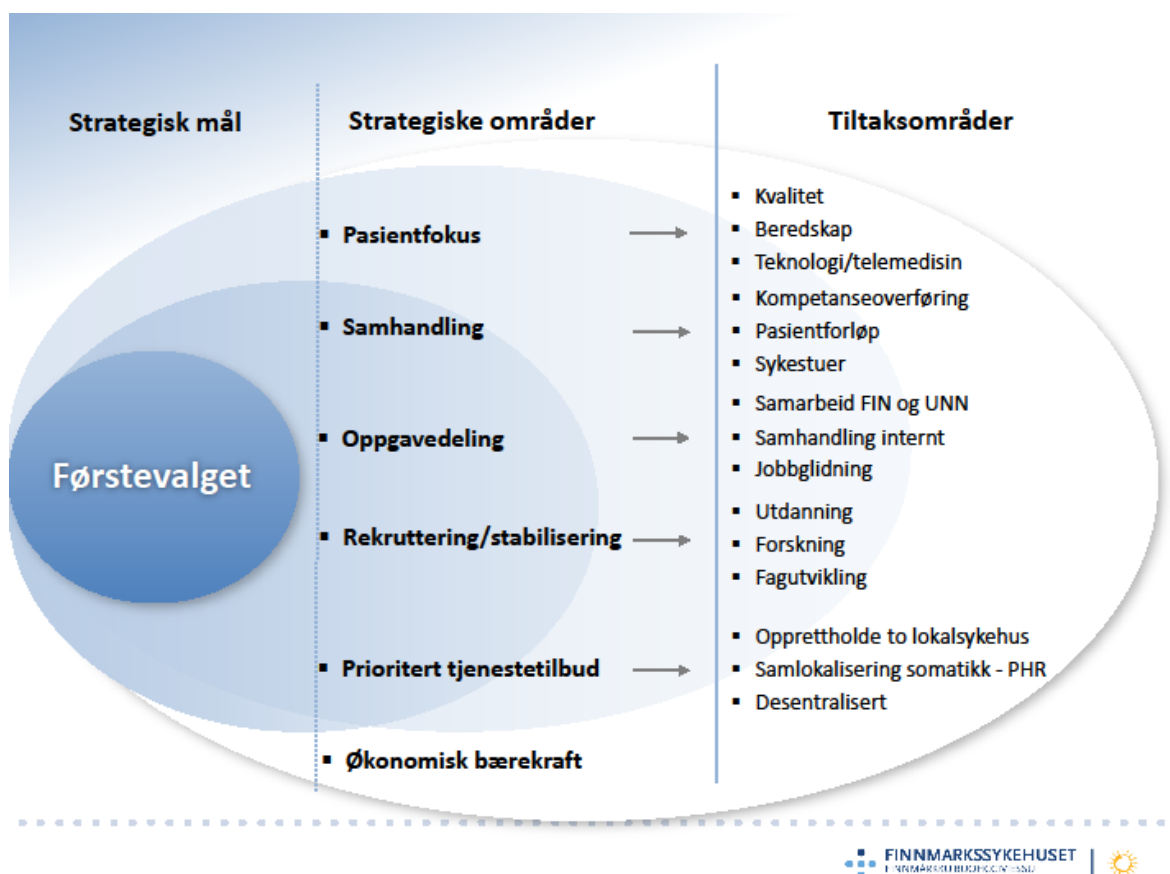 Strategisk mål
Strategiske områder
Tiltaksområder
Førstevalget
▪ Pasientfokus
▪ Samhandling
▪ Oppgavedeling
▪ Rekruttering/stabilisering
▪ Prioritert tjenestetilbud
▪ Økonomisk bærekraft
▪ Kvalitet
▪ Beredskap
▪ Teknologi/telemedisin
▪ Kompetanseoverføring
▪ Pasientforløp
▪ Sykestuer
▪ Samarbeid FIN og UNN
▪ Samhandling internt
▪ Jobbglidning
▪ Utdanning
▪ Forskning
▪ Fagutvikling
▪ Opprettholde to lokalsykehus
▪ Samlokalisering somatikk - PHR
▪ Desentralisert
FINNMARKSSYKEHUSET